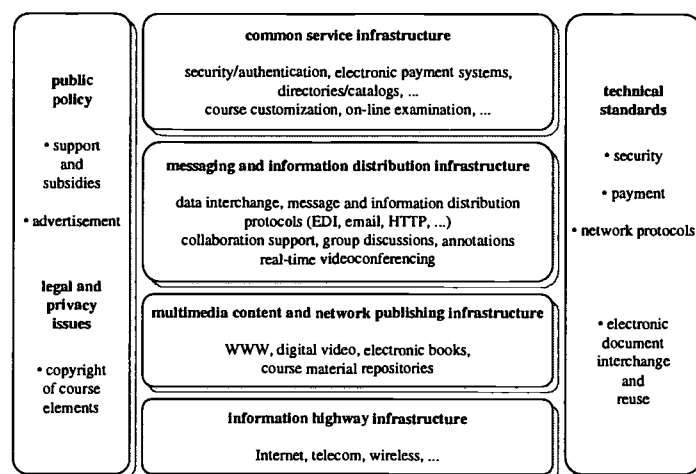 public
policy
• support
and
subsidies
• advertisement
legal and
privacy
issues
• copyright
of course
elements
common service infrastructure
security/authentication, electronic payment systems,
directories/catalogs, ...
course customization, on-line examination, ...
messaging and information distribution infrastructure
data interchange, message and information distribution
protocols (EDI, email, HTTP, ...)
collaboration support, group discussions, annotations
real-time videoconferencing
multimedia content and network publishing infrastructure
WWW, digital video, electronic books,
course material repositories
information highway infrastructure
Internet, telecom, wireless, ...
technical
standards
• security
• payment
• network protocols
• electronic
document
interchange
and
reuse